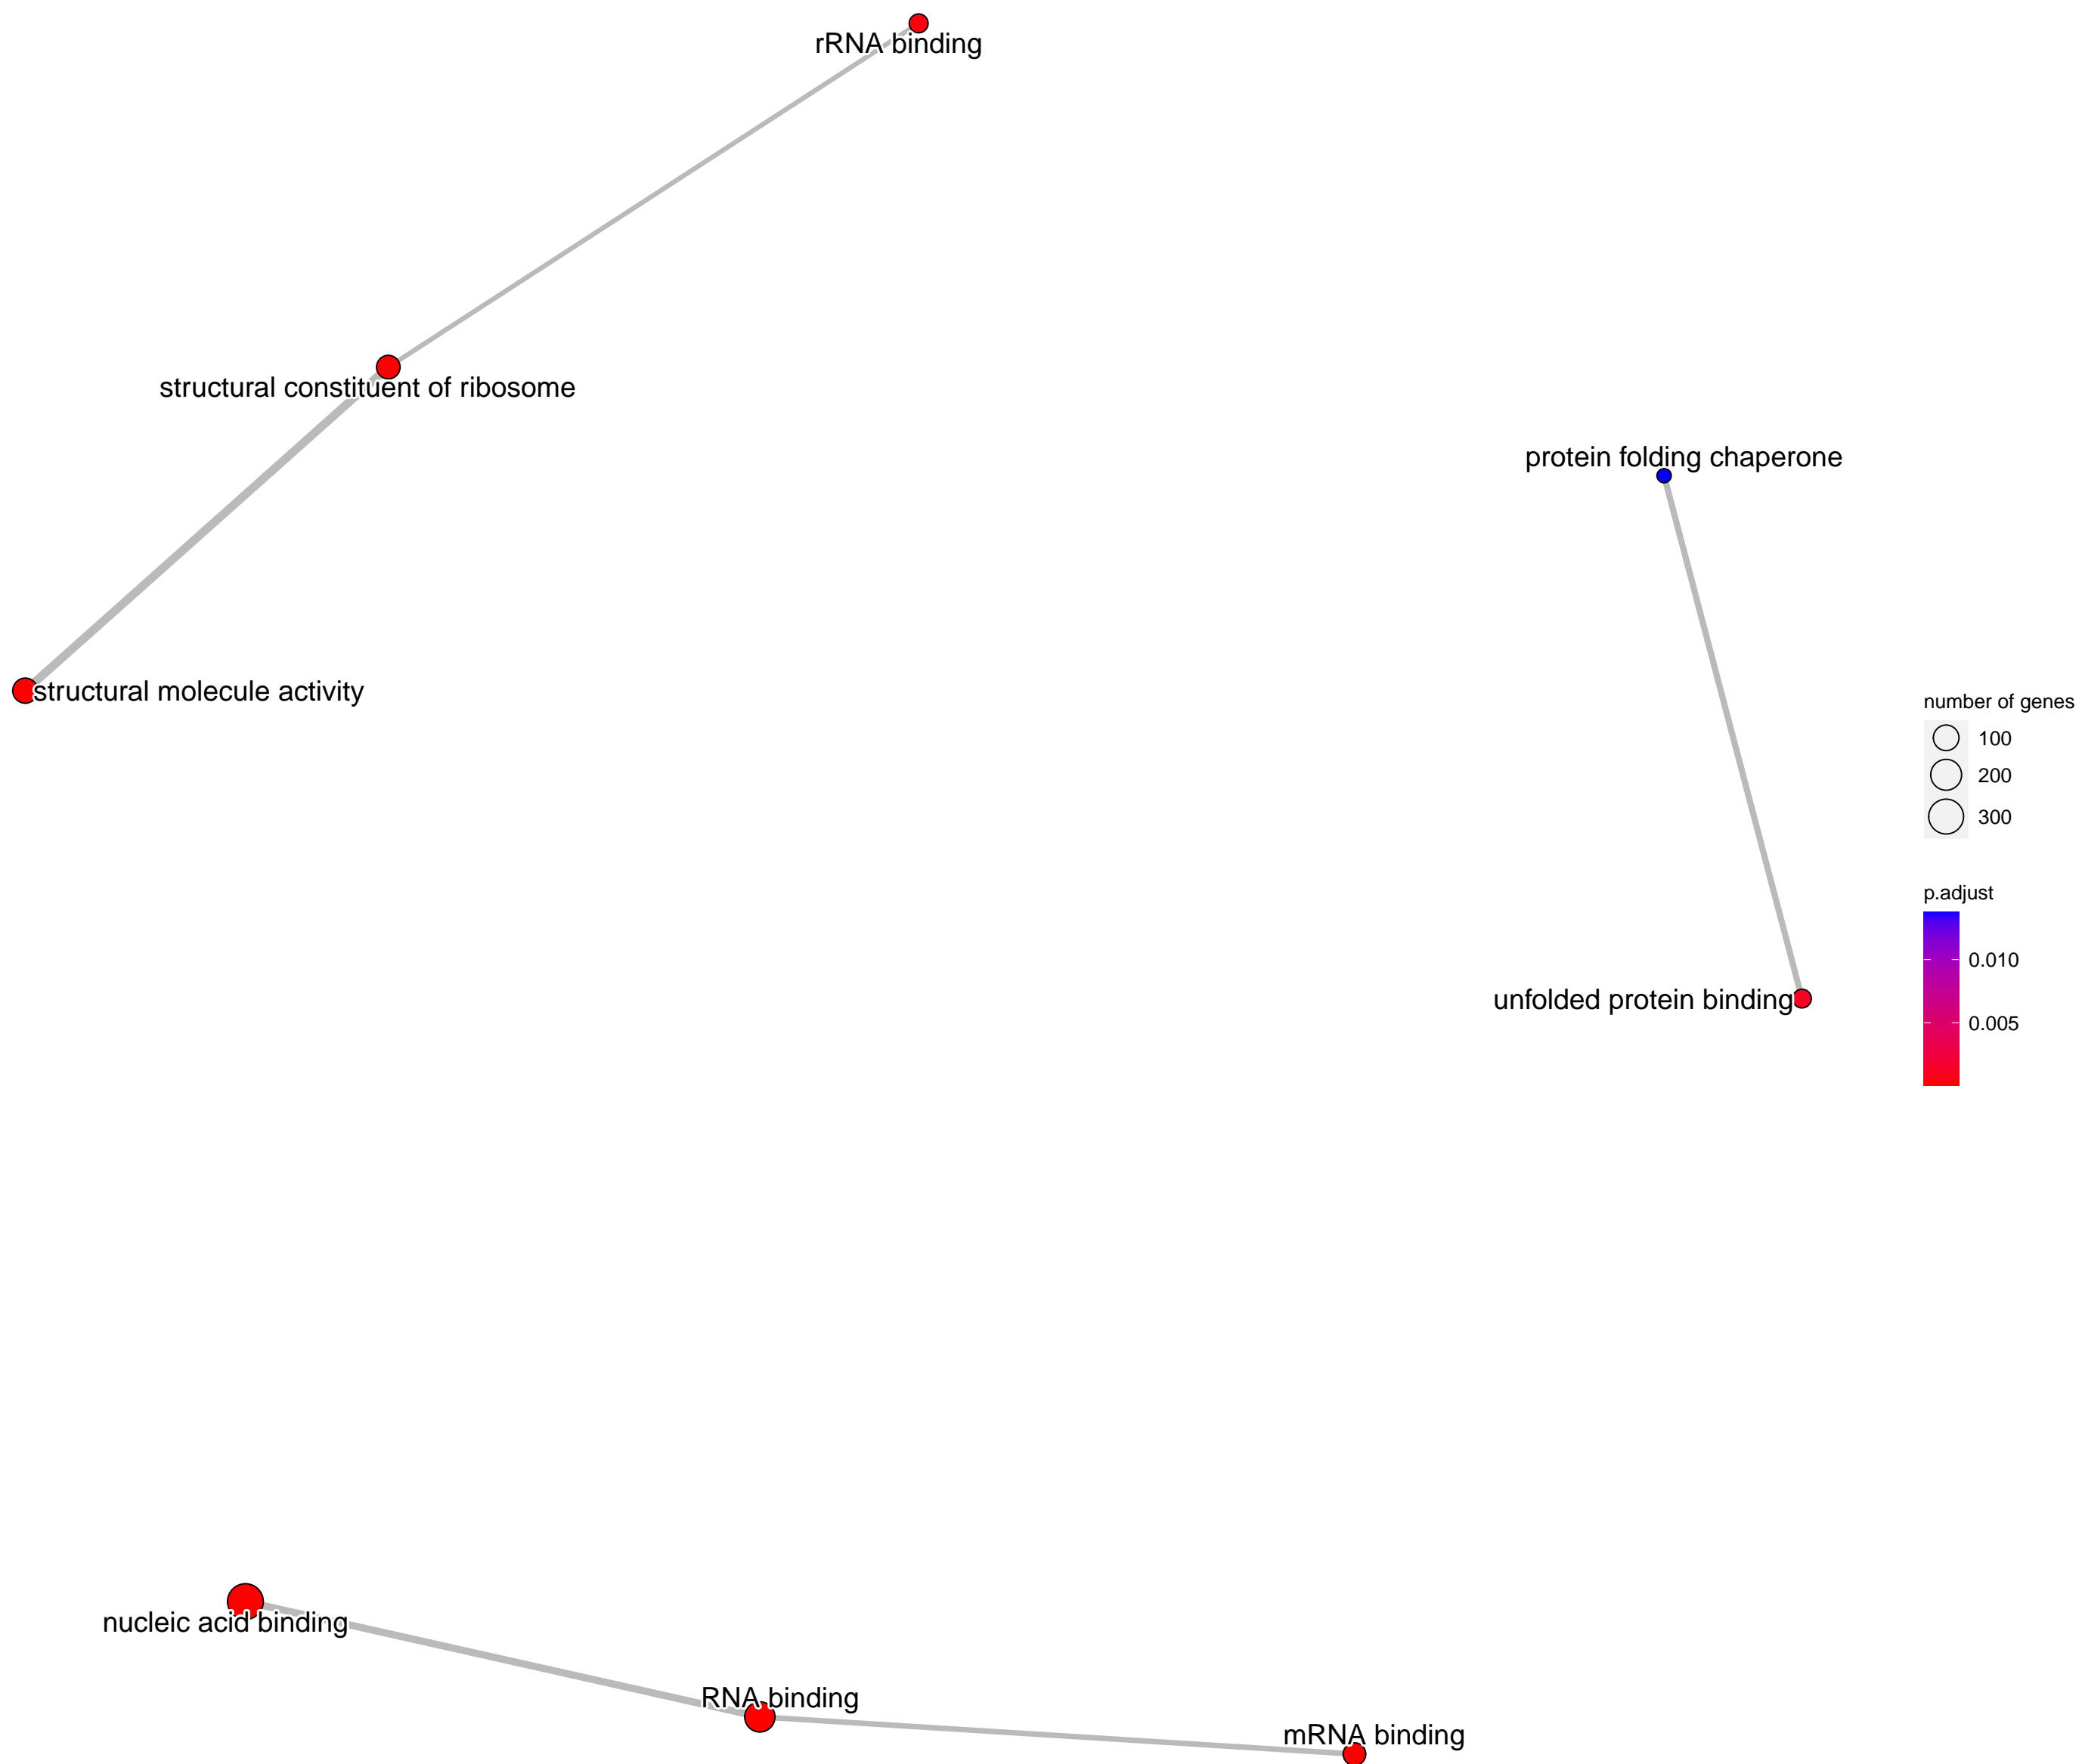 rRNA binding
structural constituent of ribosome
protein folding chaperone
structural molecule activity
number of genes
100
200
300
p.adjust
0.010
unfolded protein binding
0.005
nucleic acid binding
RNA binding
mRNA binding